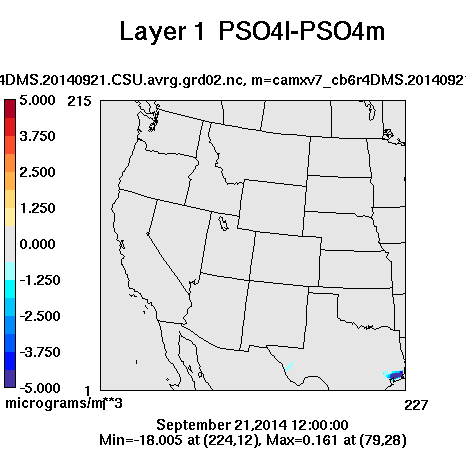 Layer 1 PSO4l-PSO4m
4DMS.20140921.CSU.avrg.grd02.nc, m=camxv7_cb6r4DMS.2014092
215
5.000
3.750
2.500
1.250
0.000
-1.250
-2.500
-3.750
-5.000
1
micrograms/m**3
1
227
September 21,2014 12:00:00
Min=-18.005 at (224,12), Max=0.161 at (79,28)